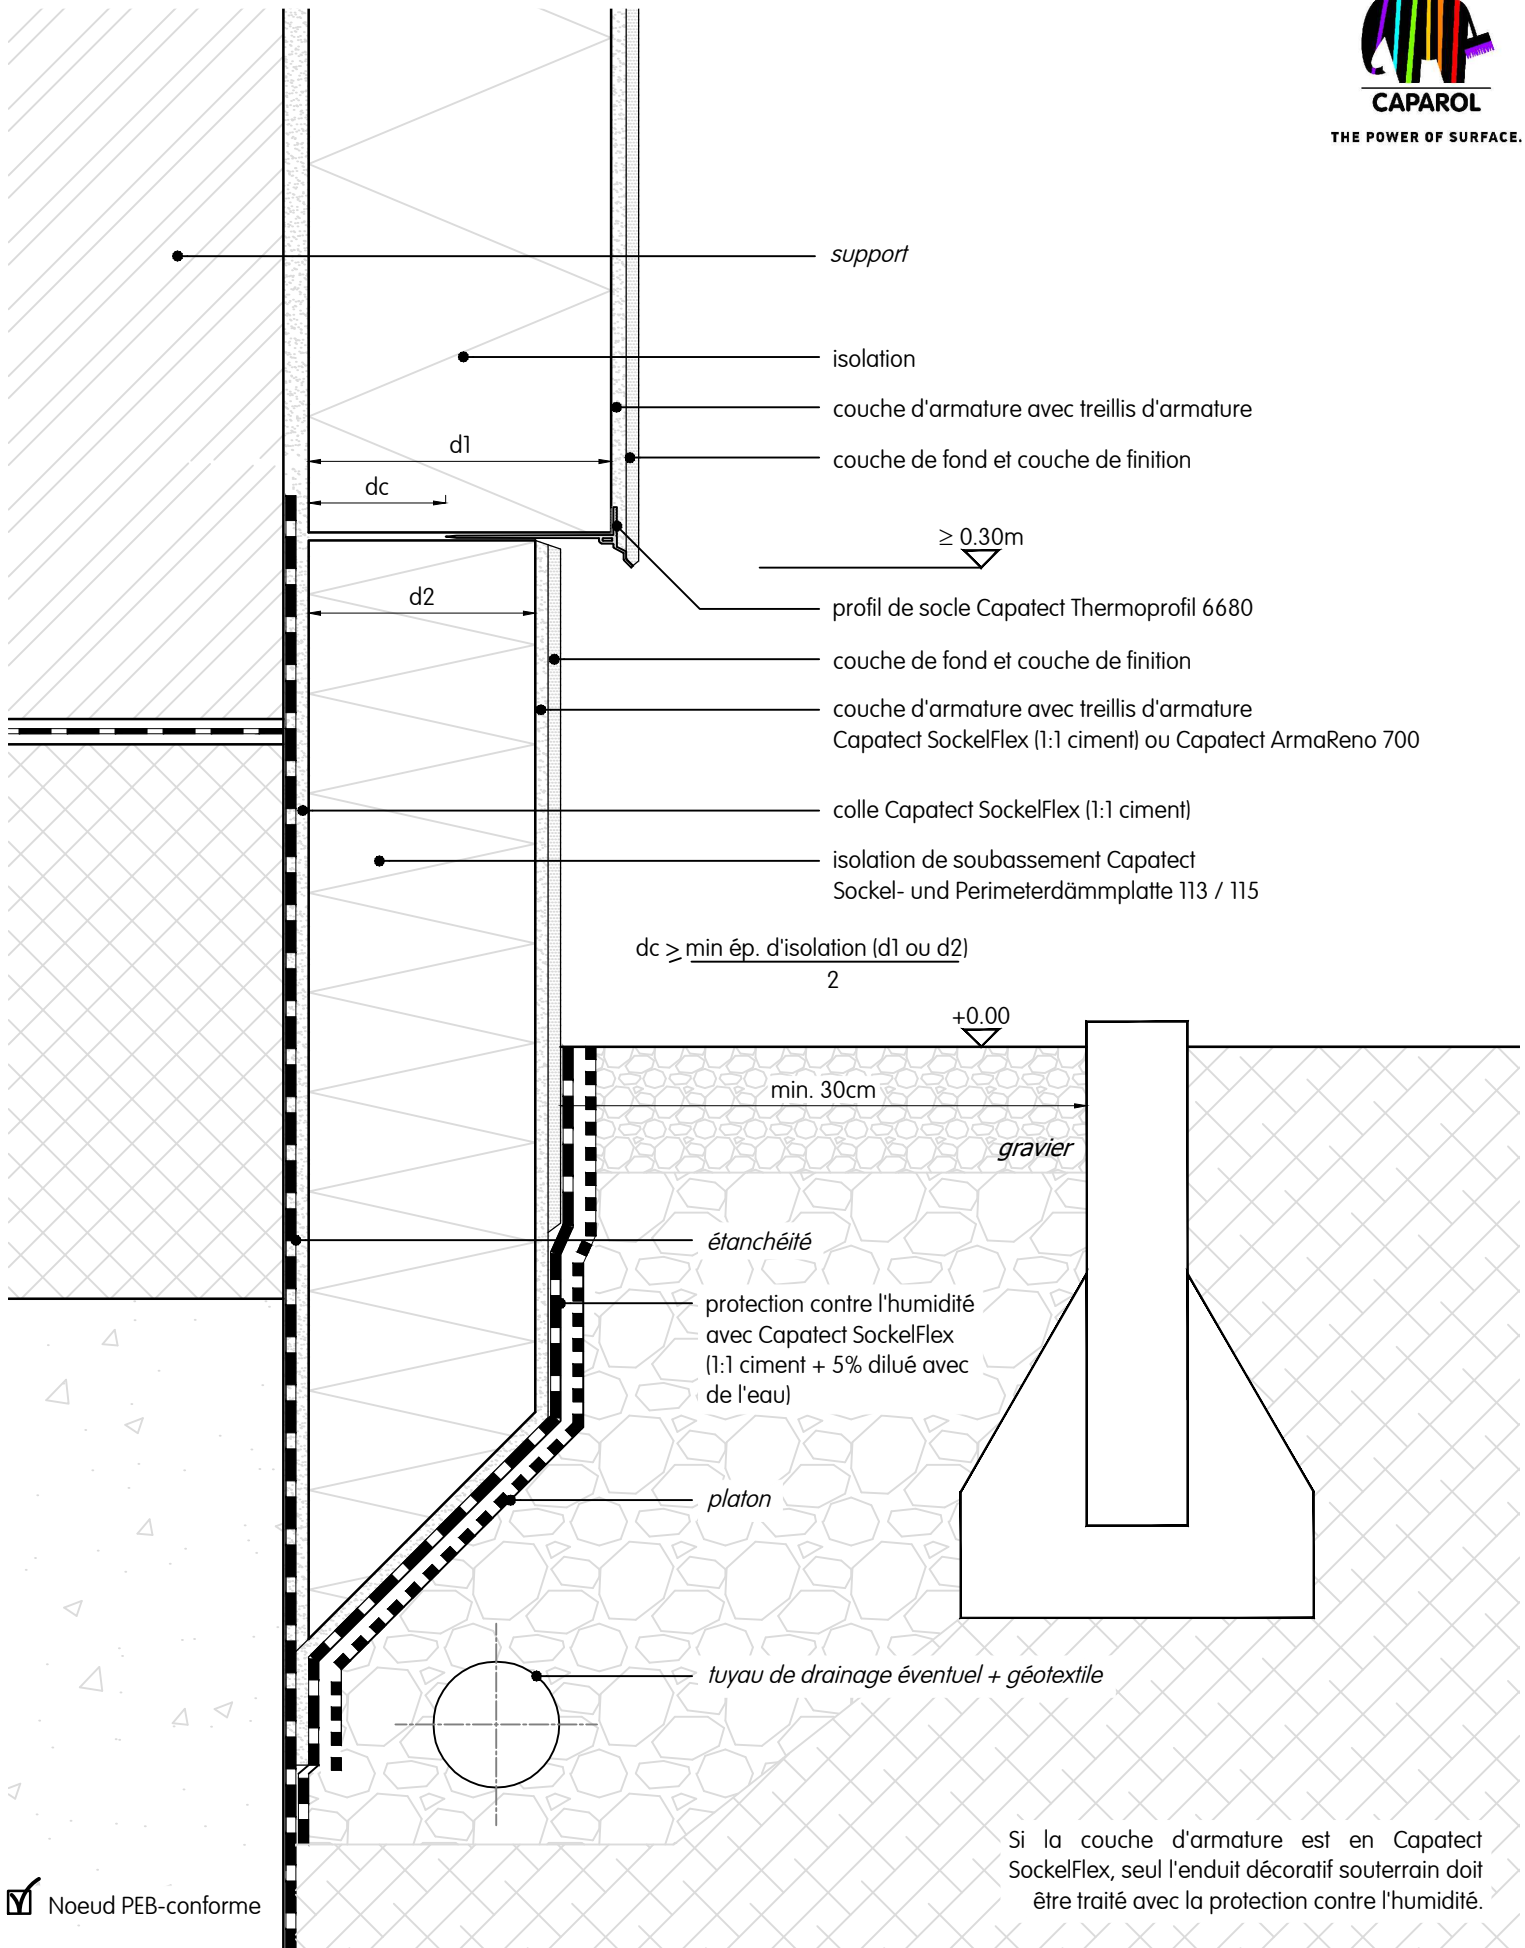 CAPAROL
THE POWER OF SURFACE.
support
isolation
couche d'armature avec treillis d'armature
d1
couche de fond et couche de finition
dc
≥ 0.30m
d2
profil de socle Capatect Thermoprofil 6680
couche de fond et couche de finition
couche d'armature avec treillis d'armature
Capatect SockelFlex (1:1 ciment) ou Capatect ArmaReno 700
colle Capatect SockelFlex (1:1 ciment)
isolation de soubassement Capatect
Sockel- und Perimeterdämmplatte 113 / 115
dc ≥ min ép. d'isolation (d1 ou d2)
2
+0.00
min. 30cm
gravier
étanchéité
protection contre l'humidité
avec Capatect SockelFlex
(1:1 ciment + 5% dilué avec
de l'eau)
platon
tuyau de drainage éventuel + géotextile
Si la couche d'armature est en Capatect
SockelFlex, seul l'enduit décoratif souterrain doit
être traité avec la protection contre l'humidité.
Noeud PEB-conforme